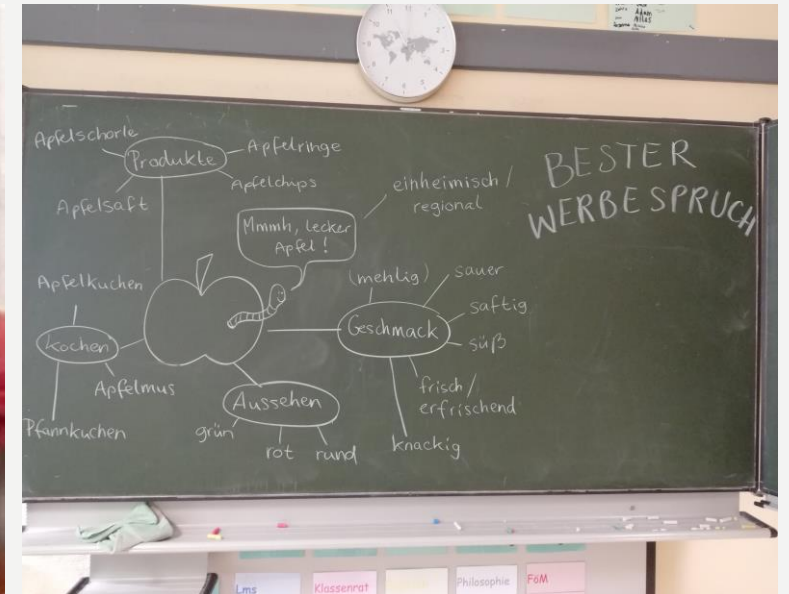 BESTER
WERBESPRUCH
Apfelschorle
Produkte
Apfelringe
Apfelchips
Apfelsaft
einheimisch /
regional
Mmmh, lecker
Apfel !
Apfelkuchen
Kochen
Apfelmus
Pfannkuchen
(mehlig)
sauer
saftig
Geschmack
süß
frisch /
erfrischend
knackig
Aussehen
grün
rot
rund
Lms
Klassenrat
Philosophie
FöM